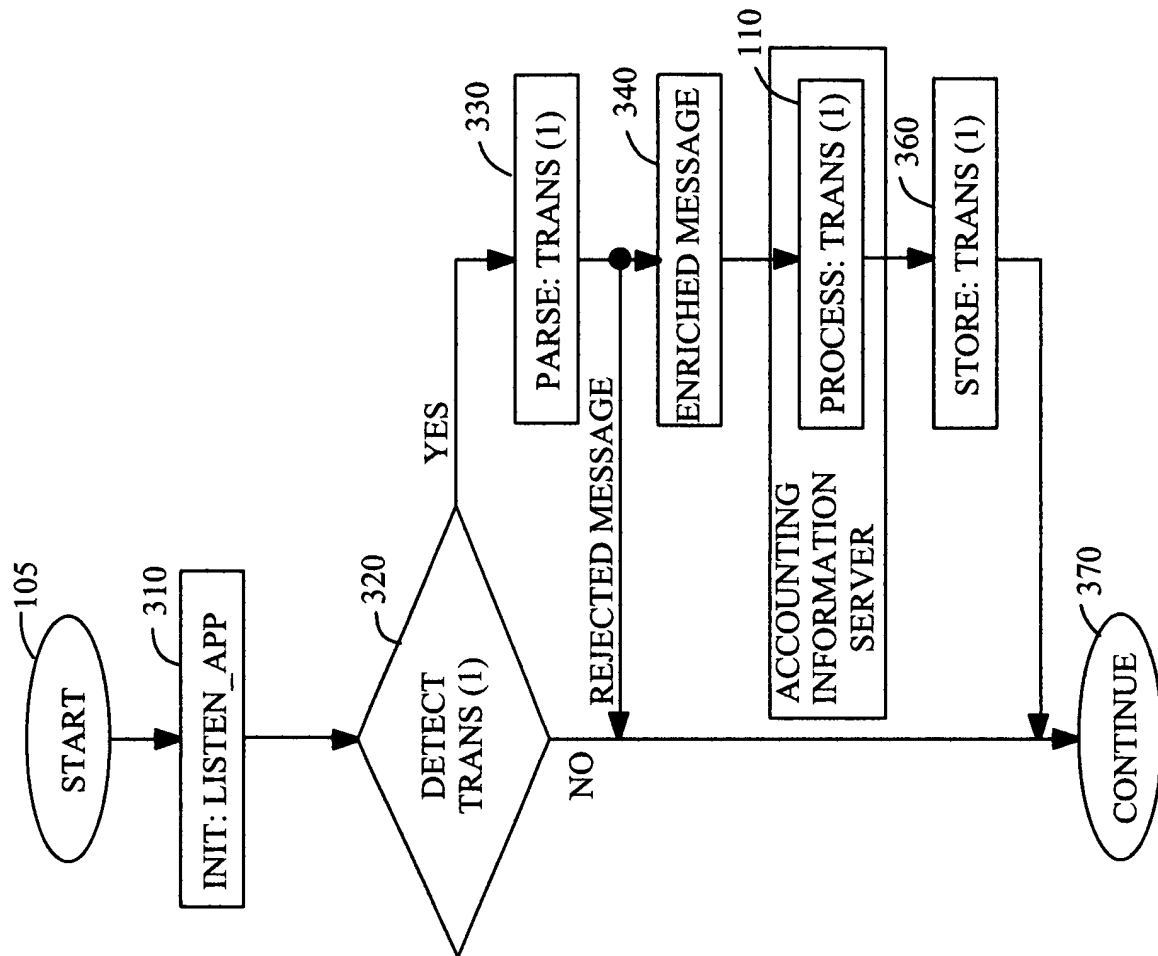 START
105
INIT: LISTEN_APP
310
DETECT
TRANS (1)
320
YES
NO
PARSE: TRANS (1)
330
REJECTED MESSAGE
ENRICHED MESSAGE
340
ACCOUNTING
INFORMATION
SERVER
PROCESS: TRANS (1)
110
STORE: TRANS (1)
360
CONTINUE
370